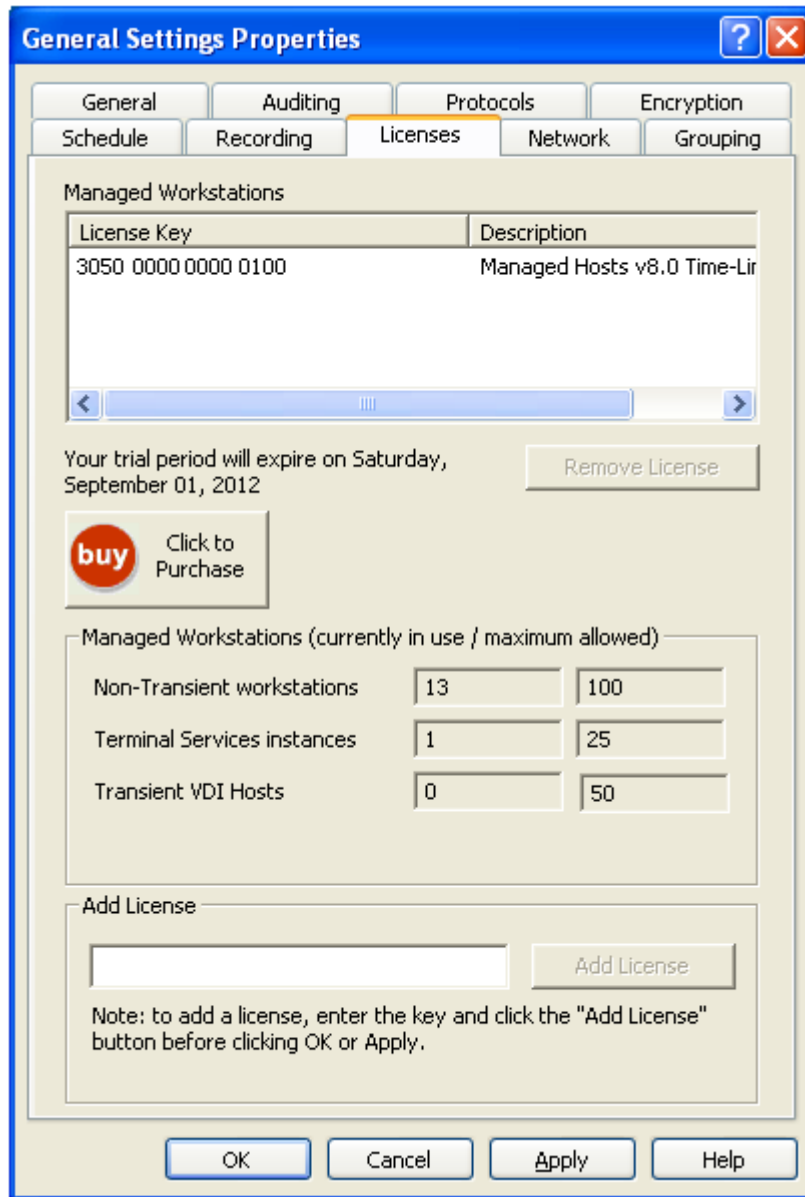 General Settings Properties
General Auditing Protocols Encryption
Schedule Recording Licenses Network Grouping
Managed Workstations
License Key Description
3050 0000 0000 0100 Managed Hosts v8.0 Time-Lir
Your trial period will expire on Saturday,
September 01, 2012
Remove License
buy
Click to
Purchase
Managed Workstations (currently in use / maximum allowed)
Non-Transient workstations 13 100
Terminal Services instances 1 25
Transient VDI Hosts 0 50
Add License
Add License
Note: to add a license, enter the key and click the "Add License"
button before clicking OK or Apply.
OK Cancel Apply Help